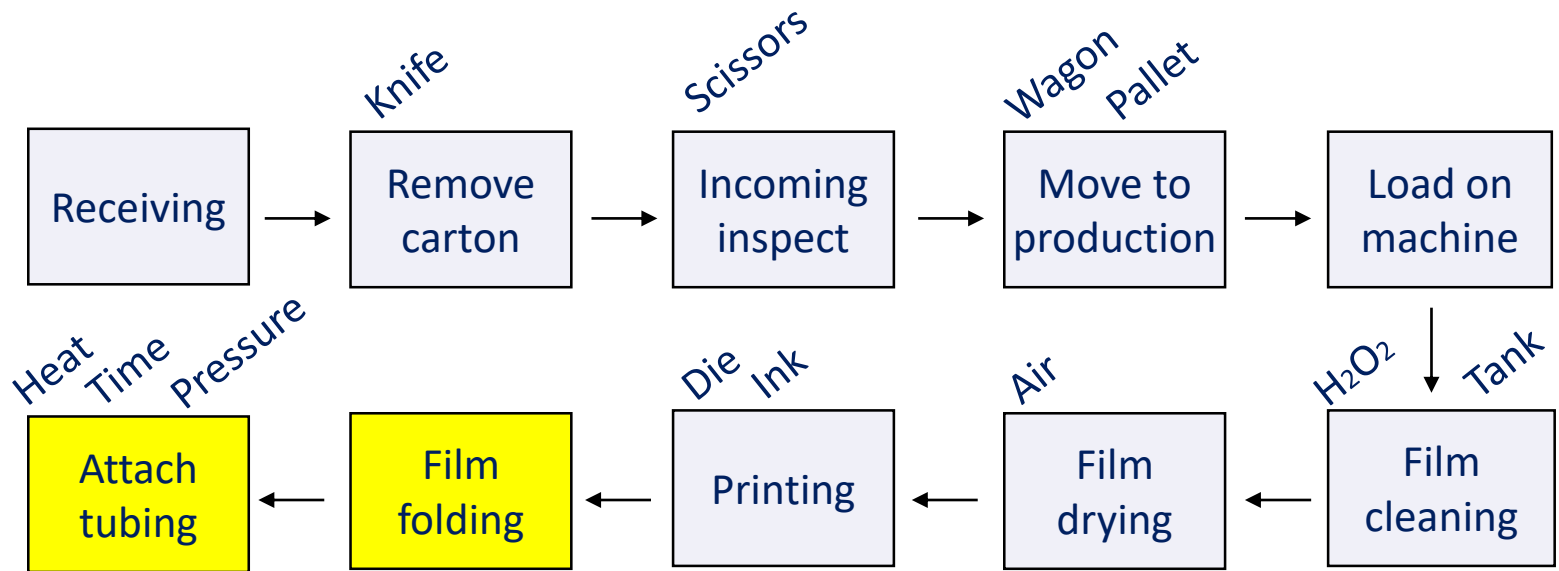 Knife
Scissors
Wagon
Pallet
Receiving
Remove
carton
Incoming
inspect
Move to
production
Load on
machine
Heat
Time
Pressure
Die
Ink
Air
H₂O₂
Tank
Attach
tubing
Film
folding
Printing
Film
drying
Film
cleaning